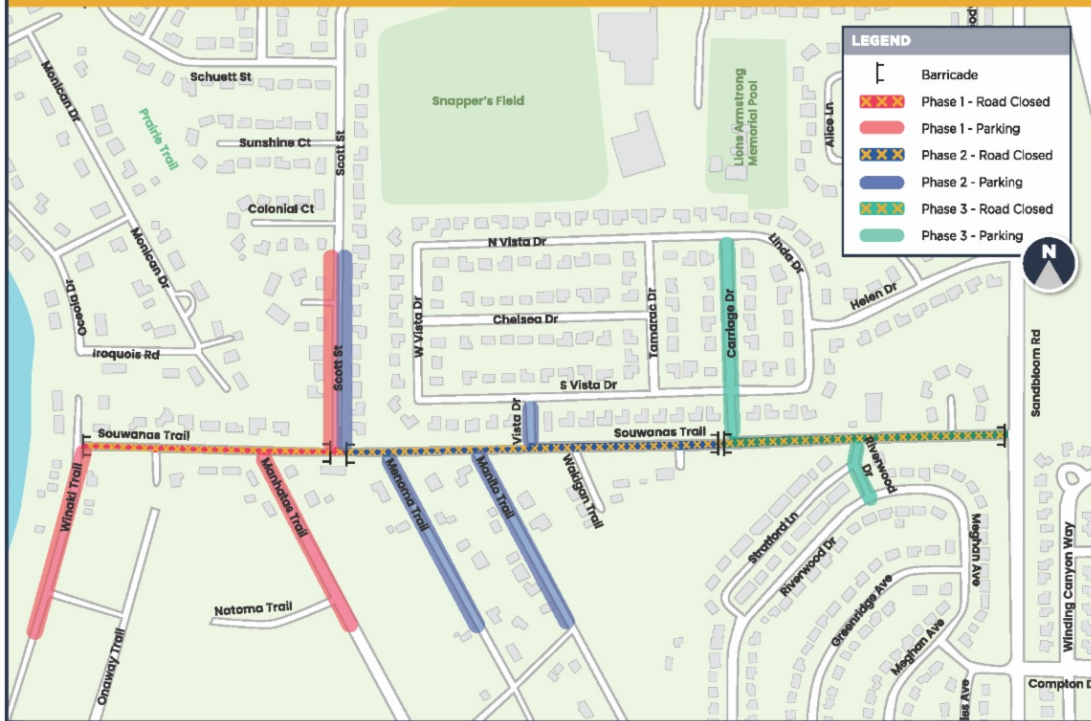 LEGEND
Barricade
Phase 1 - Road Closed
Phase 1 - Parking
Phase 2 - Road Closed
Phase 2 - Parking
Phase 3 - Road Closed
Phase 3 - Parking
N
Monican Dr
Schuett St
Prairie Trail
Sunshine Ct
Scott St
Colonial Ct
Snapper's Field
Lions Armstrong
Memorial Pool
Alice Ln
Monican Dr
Osceola Dr
Iroquois Rd
N Vista Dr
Linda Dr
W Vista Dr
Chelsea Dr
Tamarac Dr
Carriage Dr
Helen Dr
Sandbloom Rd
Scott St
S Vista Dr
Vista Dr
Souwanas Trail
Souwanas Trail
Winaki Trail
Manhatas Trail
Menoma Trail
Manito Trail
Wakigan Trail
Riverwood
Dr
Stratford Ln
Riverwood Dr
Meghan Ave
Greenridge Ave
Meghan Ave
Winding Canyon Way
Natoma Trail
Onaway Trail
Compton D